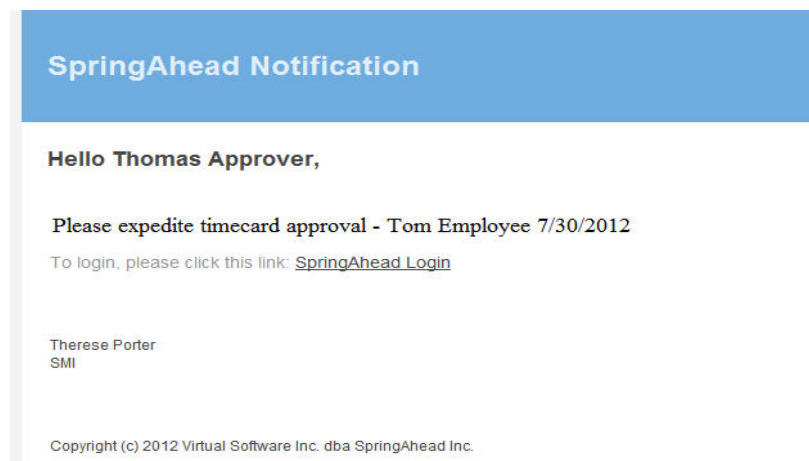 SpringAhead Notification
Hello Thomas Approver,
Please expedite timecard approval - Tom Employee 7/30/2012
To login, please click this link: SpringAhead Login
Therese Porter
SMI
Copyright (c) 2012 Virtual Software Inc. dba SpringAhead Inc.